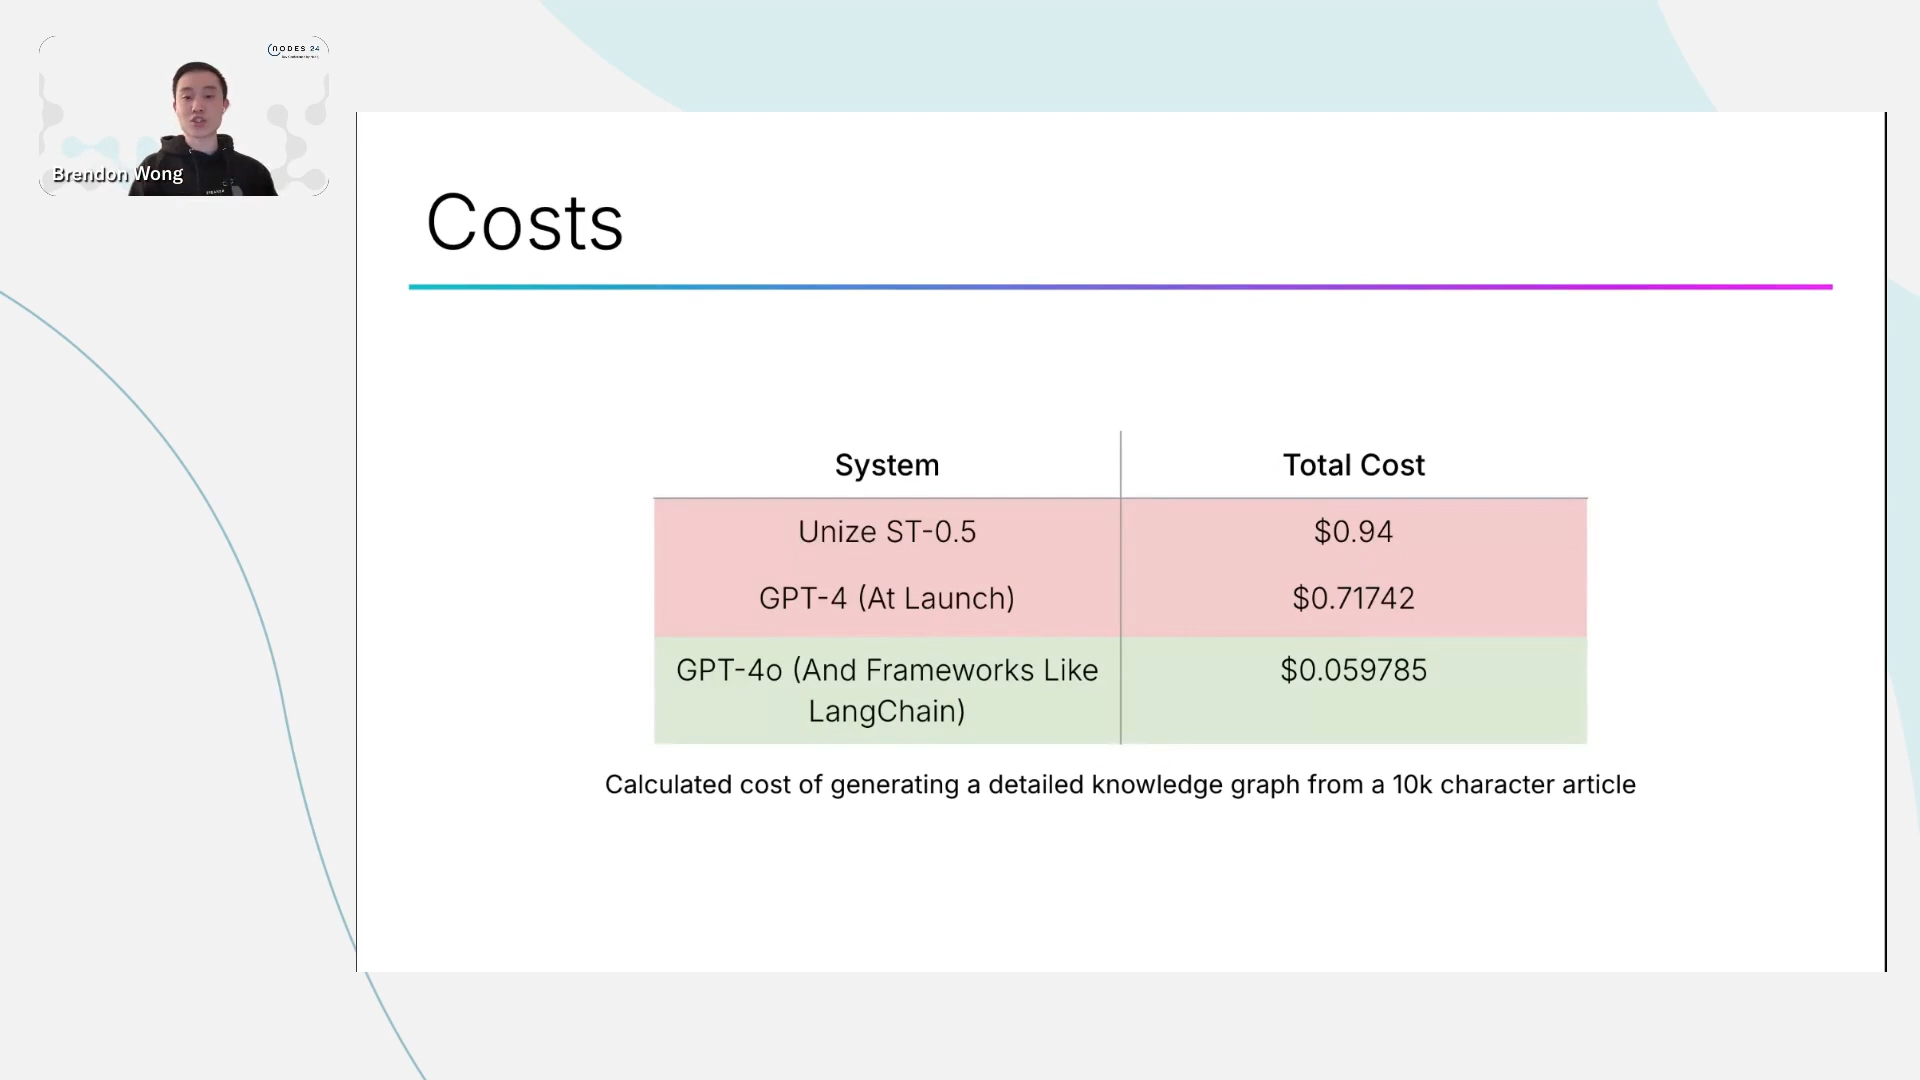 NODES 24
Brendon Wong
Costs
System Total Cost
Unize ST-0.5 $0.94
GPT-4 (At Launch) $0.71742
GPT-4o (And Frameworks Like $0.059785
LangChain)
Calculated cost of generating a detailed knowledge graph from a 10k character article